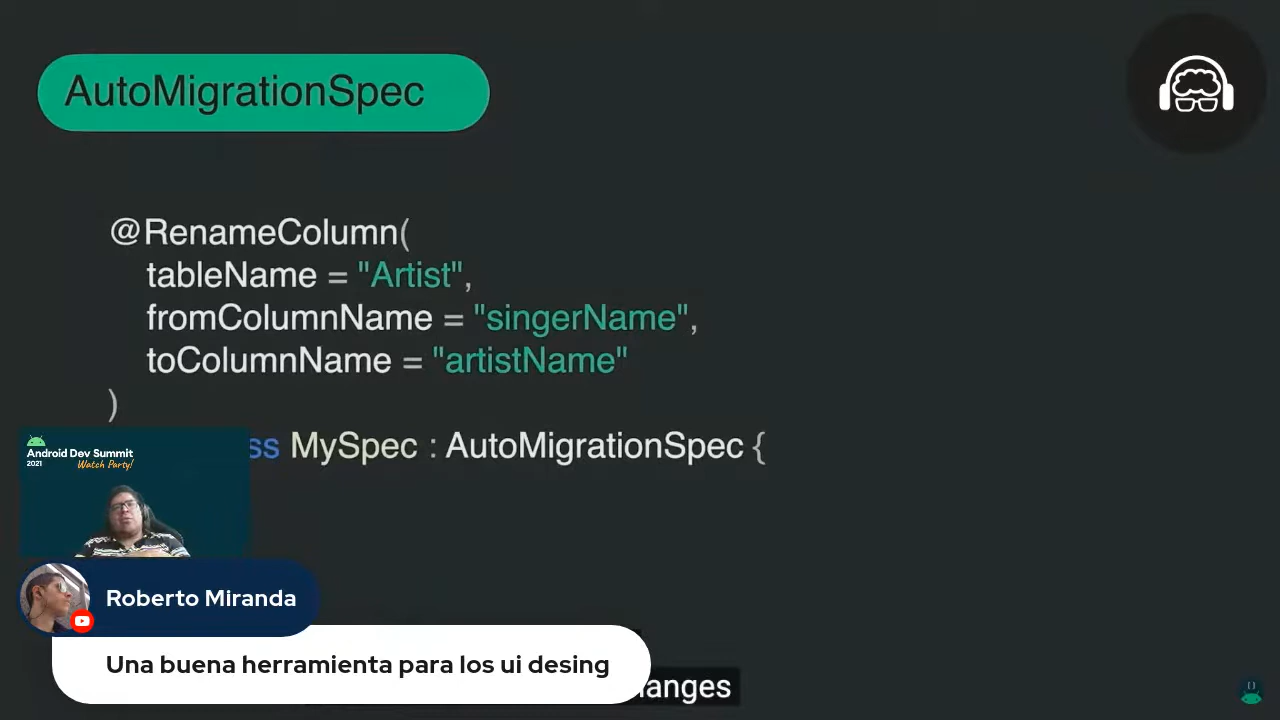 AutoMigrationSpec
@RenameColumn(
tableName = "Artist",
fromColumnName = "singerName",
toColumnName = "artistName"
)
ss MySpec : AutoMigrationSpec {
Android Dev Summit
2021 Watch Party!
Roberto Miranda
Una buena herramienta para los ui desing
anges